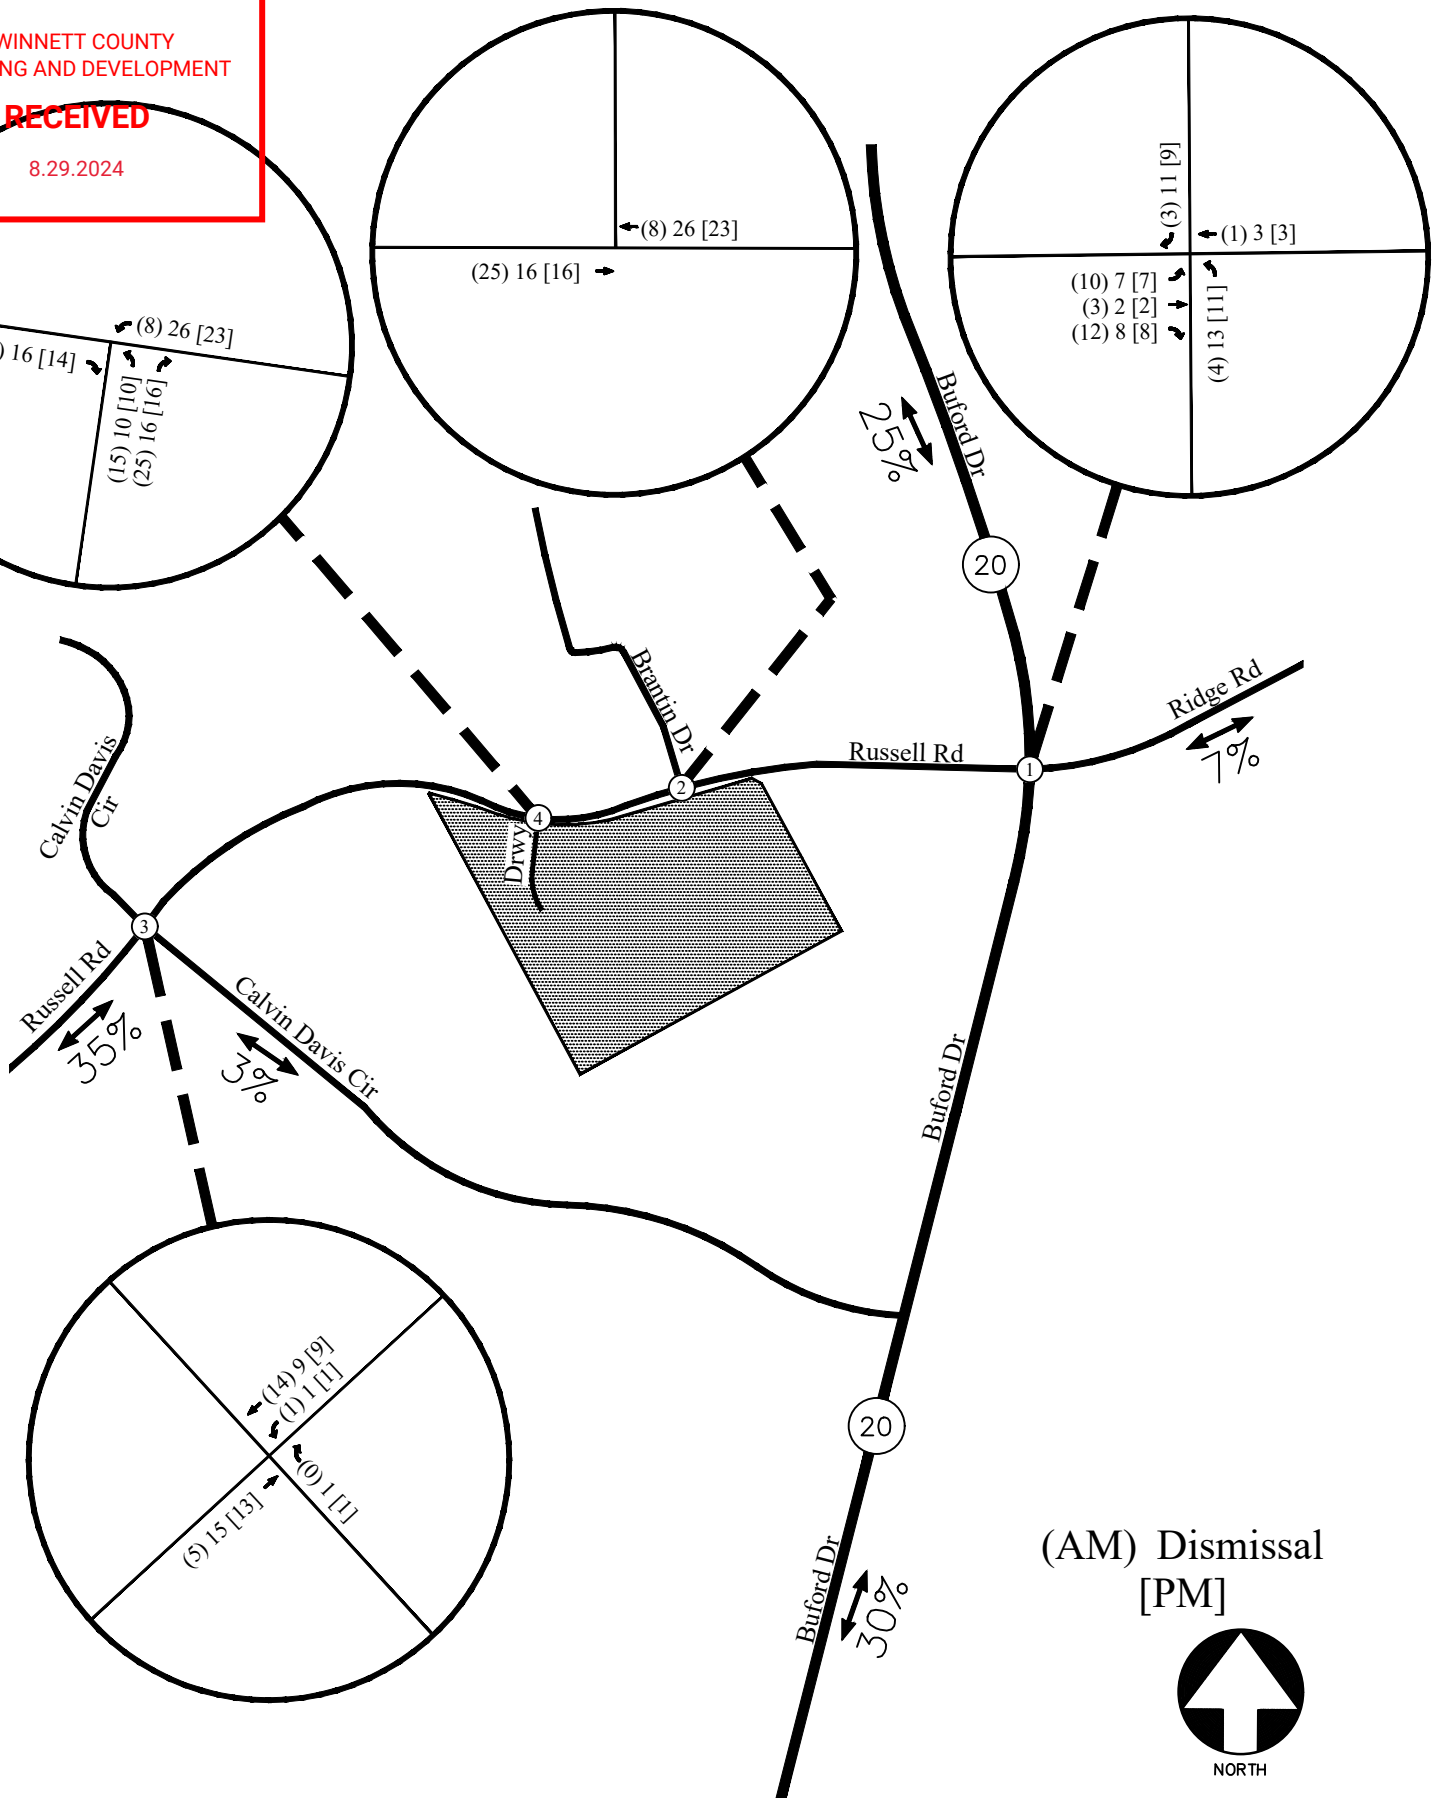 WINNETT COUNTY
NG AND DEVELOPMENT
RECEIVED
8.29.2024
(8) 26 [23]
) 16 [14]
(15) 10 [10]
(25) 16 [16]
(8) 26 [23]
(25) 16 [16]
(3) 11 [9]
(1) 3 [3]
(10) 7 [7]
(3) 2 [2]
(12) 8 [8]
(4) 13 [11]
25%
Buford Dr
20
Brantin Dr
Ridge Rd
7%
Russell Rd
1
2
4
Drwy
Calvin Davis
Cir
3
Russell Rd
35%
Calvin Davis Cir
3%
Buford Dr
(14) 9 [9]
(1) 1 [1]
(0) 1 [1]
(5) 15 [13]
20
Buford Dr
30%
(AM) Dismissal
[PM]
NORTH